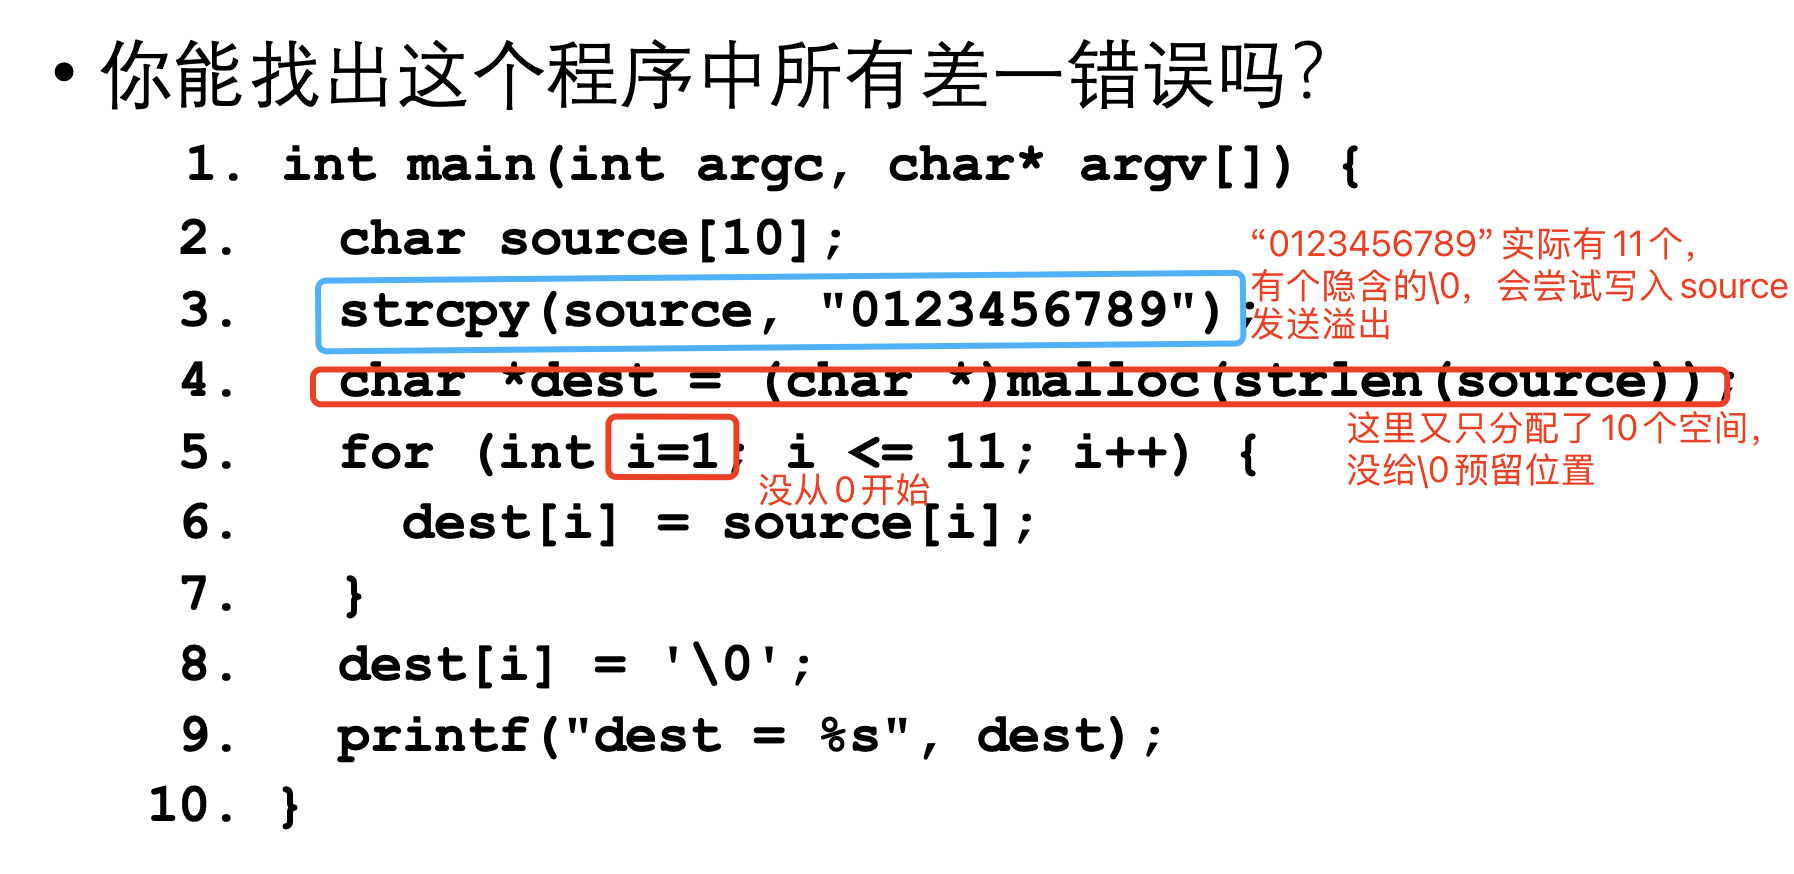 • 你能找出这个程序中所有差一错误吗？
1. int main(int argc, char* argv[]) {
2. char source[10];
“0123456789” 实际有 11 个，
有个隐含的\0， 会尝试写入 source
发送溢出
3. strcpy(source, "0123456789");
4. char *dest = (char *)malloc(strlen(source));
这里又只分配了 10 个空间，
没给\0 预留位置
5. for (int i=1; i <= 11; i++) {
没从 0 开始
6. dest[i] = source[i];
7. }
8. dest[i] = '\0';
9. printf("dest = %s", dest);
10. }